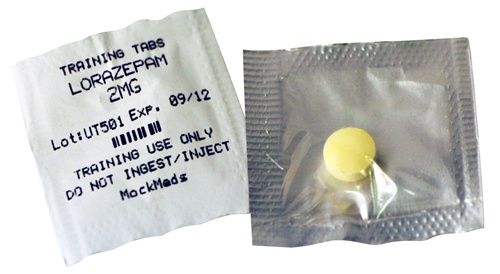 TRAINING TABS
LORAZEPAM
2MG
Lot:UT501 Exp. 09/12
TRAINING USE ONLY
DO NOT INGEST/INJECT
MockMeds